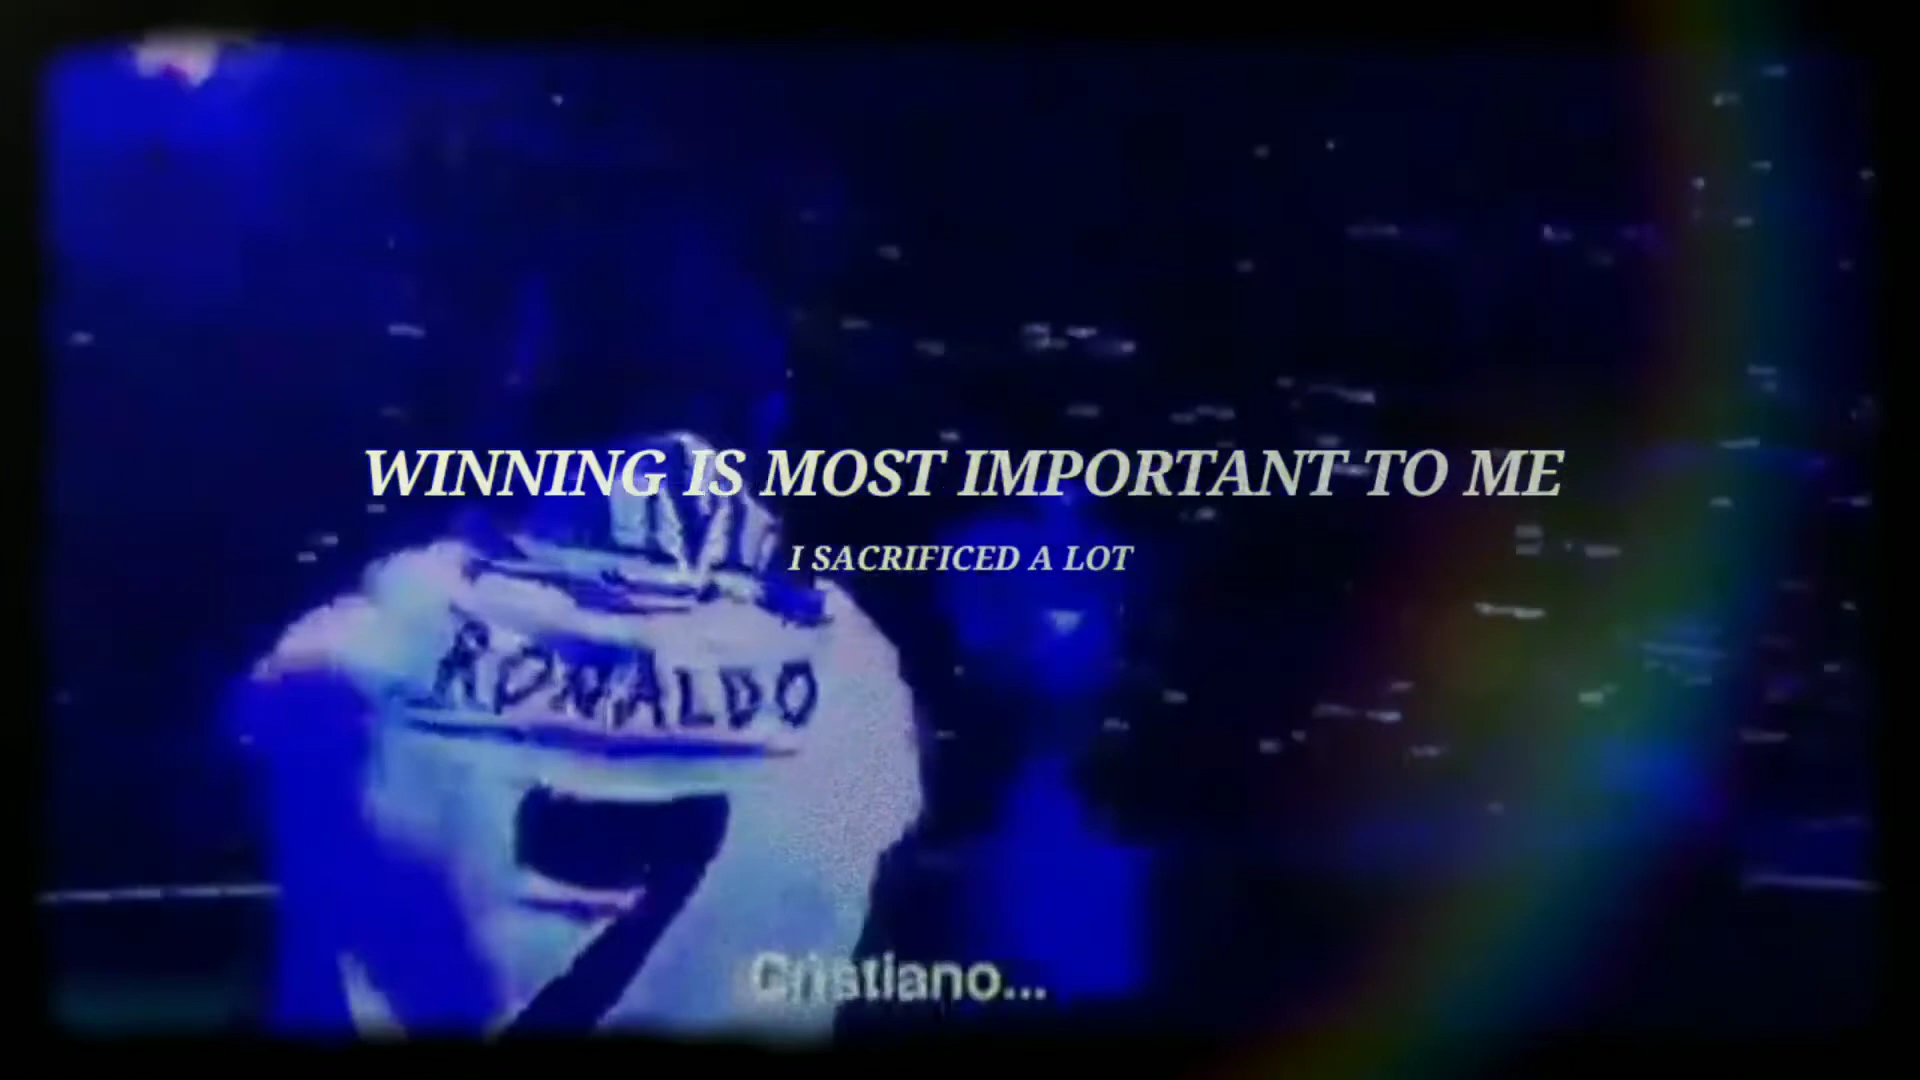 WINNING IS MOST IMPORTANT TO ME
I SACRIFICED A LOT
RONALDO
7
Cristiano...